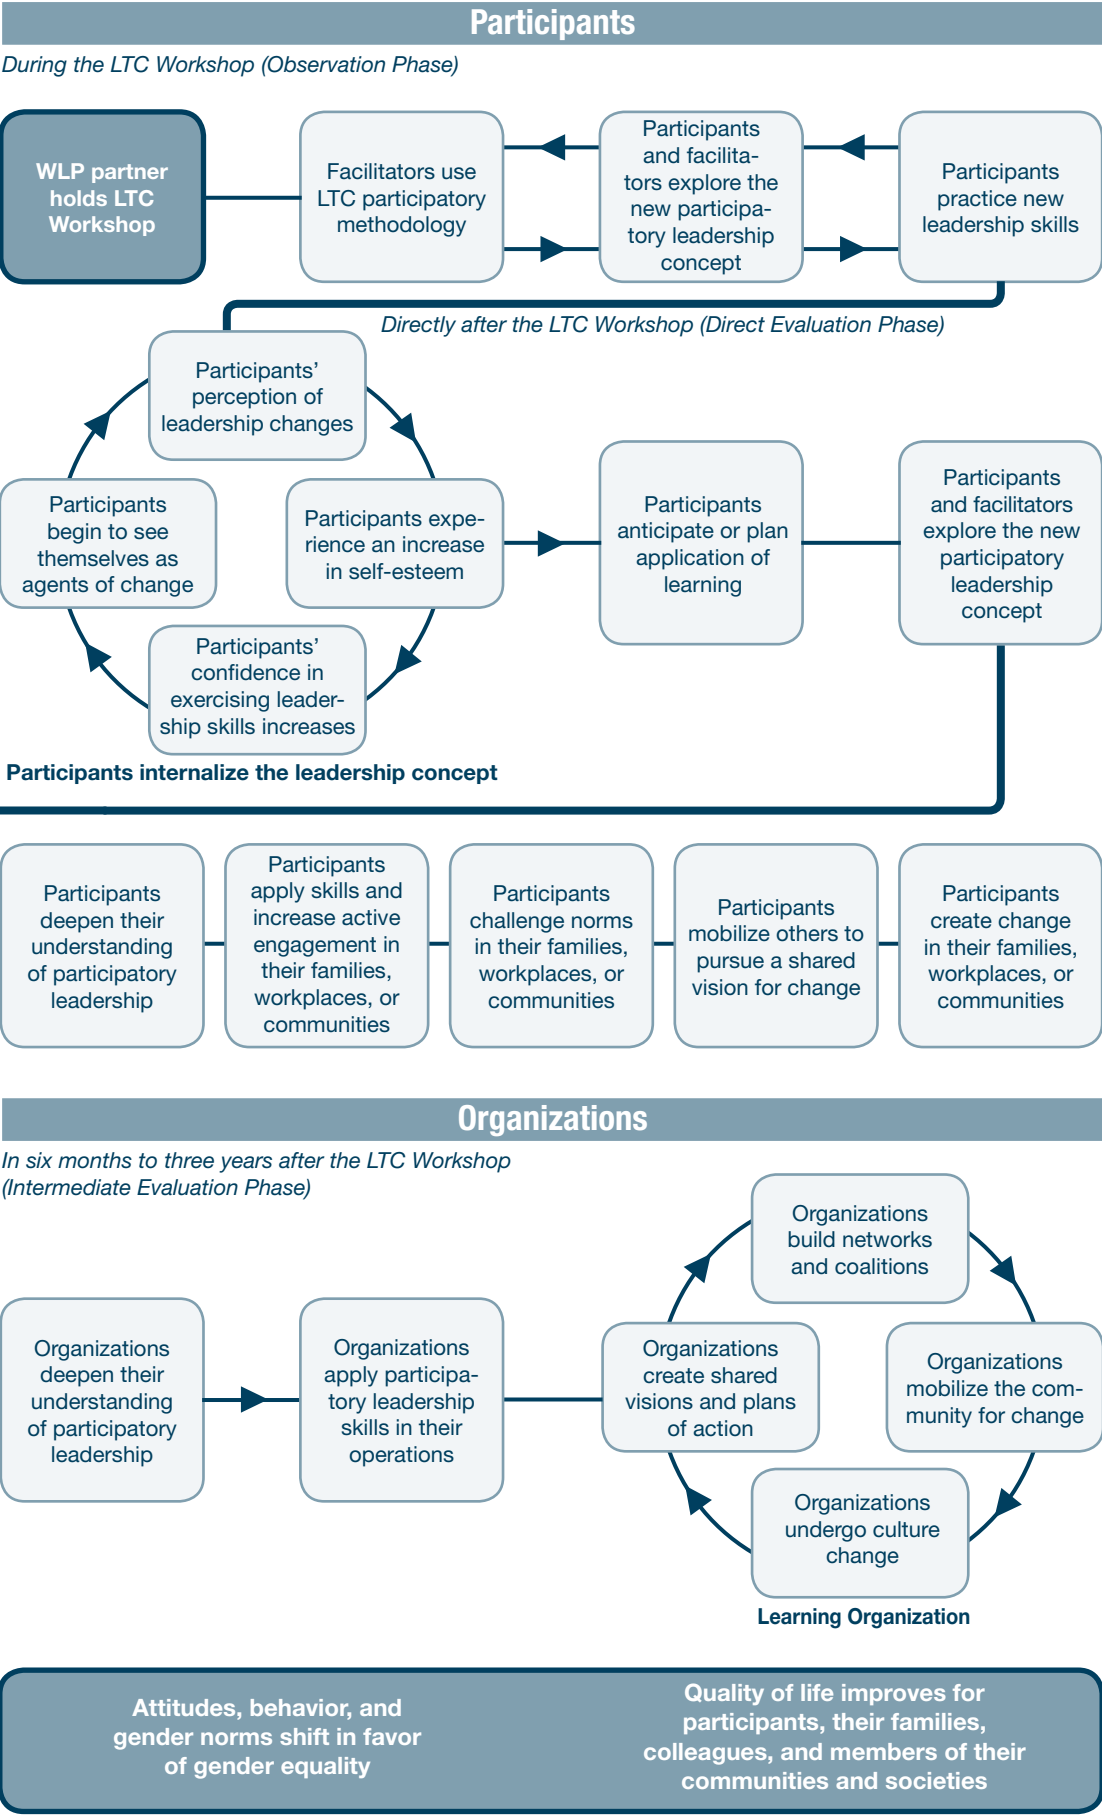 Participants
During the LTC Workshop (Observation Phase)
WLP partner
holds LTC
Workshop
Facilitators use
LTC participatory
methodology
Participants
and facilita-
tors explore the
new participa-
tory leadership
concept
Participants
practice new
leadership skills
Directly after the LTC Workshop (Direct Evaluation Phase)
Participants’
perception of
leadership changes
Participants
begin to see
themselves as
agents of change
Participants expe-
rience an increase
in self-esteem
Participants’
confidence in
exercising leader-
ship skills increases
Participants internalize the leadership concept
Participants
anticipate or plan
application of
learning
Participants
and facilitators
explore the new
participatory
leadership
concept
Participants
deepen their
understanding
of participatory
leadership
Participants
apply skills and
increase active
engagement in
their families,
workplaces, or
communities
Participants
challenge norms
in their families,
workplaces, or
communities
Participants
mobilize others to
pursue a shared
vision for change
Participants
create change
in their families,
workplaces, or
communities
Organizations
In six months to three years after the LTC Workshop
(Intermediate Evaluation Phase)
Organizations
deepen their
understanding
of participatory
leadership
Organizations
apply participa-
tory leadership
skills in their
operations
Organizations
build networks
and coalitions
Organizations
create shared
visions and plans
of action
Organizations
mobilize the com-
munity for change
Organizations
undergo culture
change
Learning Organization
Attitudes, behavior, and
gender norms shift in favor
of gender equality
Quality of life improves for
participants, their families,
colleagues, and members of their
communities and societies